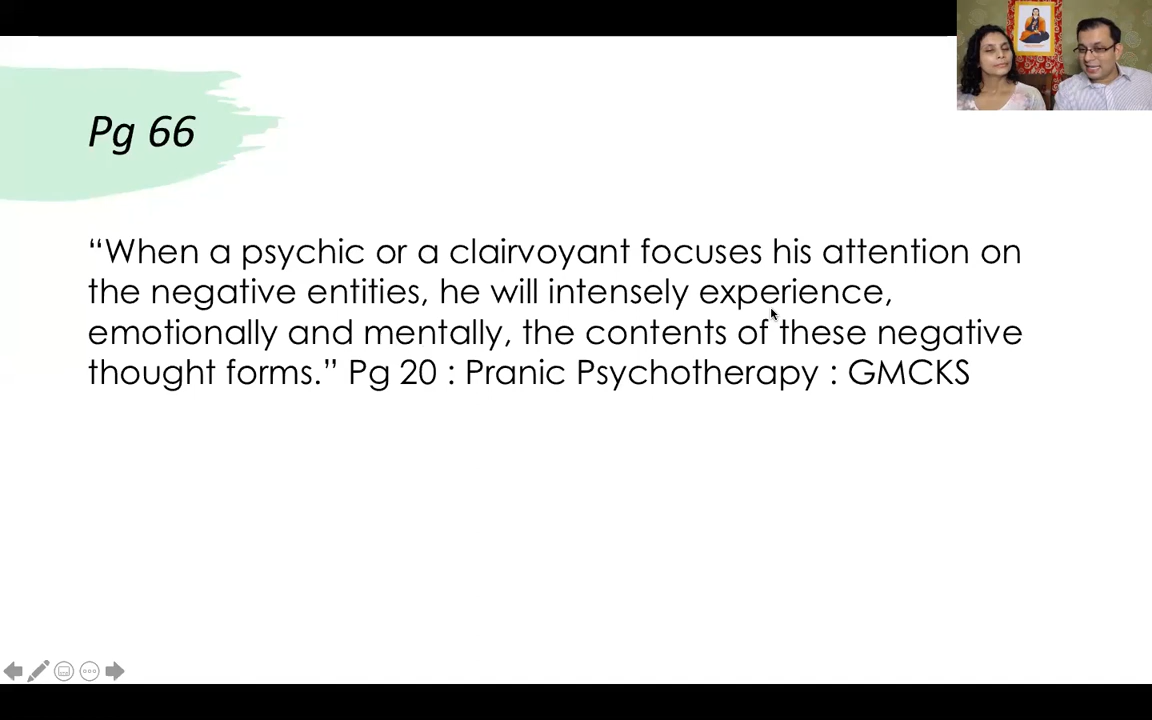 Pg 66
“When a psychic or a clairvoyant focuses his attention on
the negative entities, he will intensely experience,
emotionally and mentally, the contents of these negative
thought forms.” Pg 20 : Pranic Psychotherapy : GMCKS